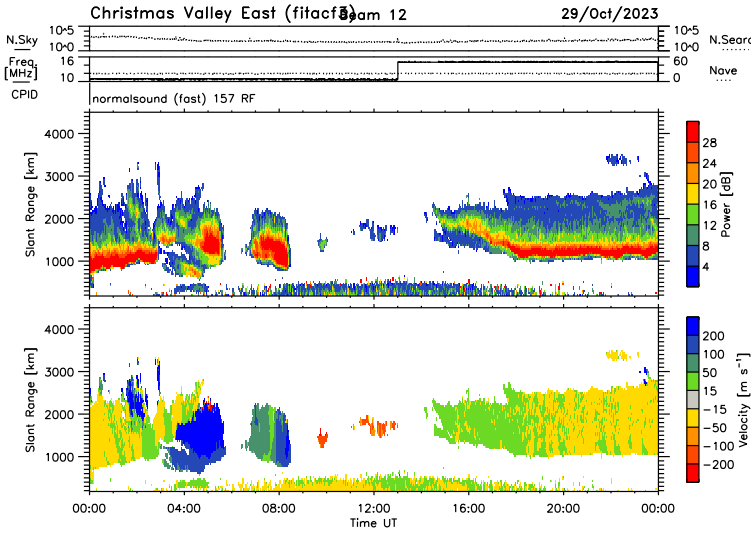 Christmas Valley East (fitacf3) Beam 12 29/Oct/2023
N.Sky 10^5 10^0 10^5 10^0 N.Searc
Freq. [MHz] 16 10 60 0 Nave
CPID normalsound (fast) 157 RF
Slant Range [km] 4000 3000 2000 1000
Power [dB] 28 24 20 16 12 8 4
Slant Range [km] 4000 3000 2000 1000
Velocity [m s⁻¹] 200 100 50 15 −15 −50 −100 −200
00:00 04:00 08:00 12:00 16:00 20:00 00:00
Time UT